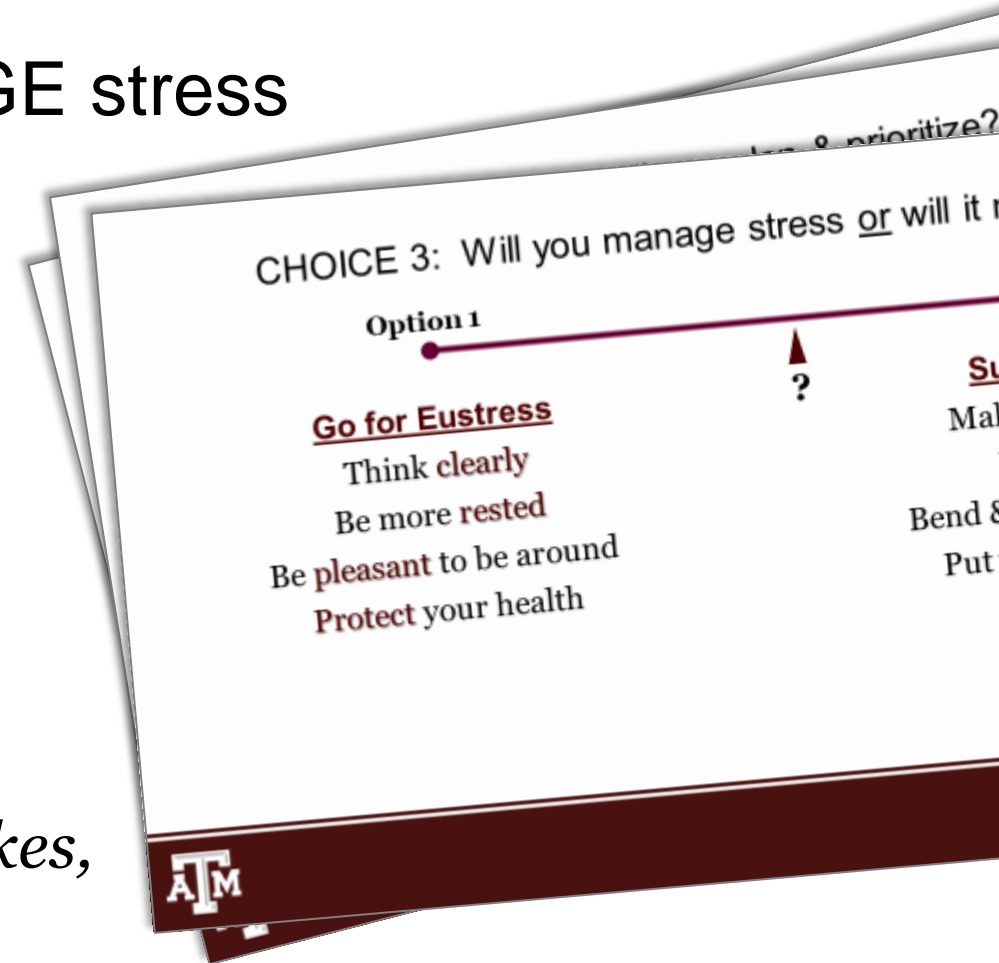 GE stress
& prioritize?
CHOICE 3: Will you manage stress or will it
Option 1
?
Go for Eustress
Think clearly
Be more rested
Be pleasant to be around
Protect your health
Su
Mal
Bend &
Put
kes,
ATM